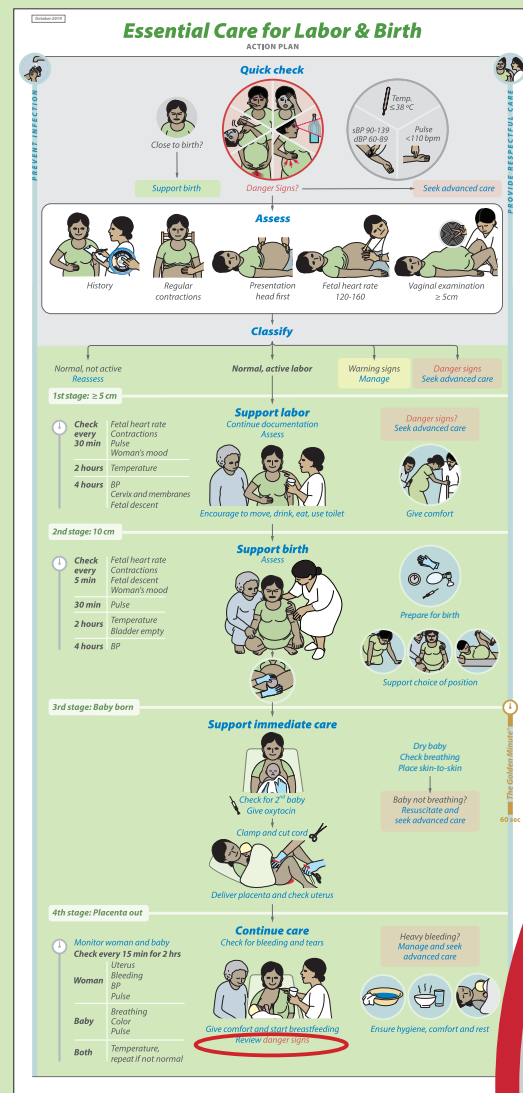 October 2019
Essential Care for Labor & Birth
ACTION PLAN
PREVENT INFECTION
PROVIDE RESPECTFUL CARE
Quick check
Close to birth?
Temp.
≤38 ºC
sBP 90-139
dBP 60-89
Pulse
<110 bpm
Support birth
Danger Signs?
Seek advanced care
Assess
History
Regular
contractions
Presentation
head first
Fetal heart rate
120-160
Vaginal examination
≥ 5cm
Classify
Normal, not active
Reassess
Normal, active labor
Warning signs
Manage
Danger signs
Seek advanced care
1st stage: ≥ 5 cm
Check every 30 min
Fetal heart rate
Contractions
Pulse
Woman's mood
2 hours Temperature
4 hours BP
Cervix and membranes
Fetal descent
Support labor
Continue documentation
Assess
Encourage to move, drink, eat, use toilet
Danger signs?
Seek advanced care
Give comfort
2nd stage: 10 cm
Check every 5 min
Fetal heart rate
Contractions
Fetal descent
Woman's mood
30 min Pulse
2 hours Temperature
Bladder empty
4 hours BP
Support birth
Assess
Prepare for birth
Support choice of position
3rd stage: Baby born
Support immediate care
Check for 2nd baby
Give oxytocin
Clamp and cut cord
Deliver placenta and check uterus
Dry baby
Check breathing
Place skin-to-skin
Baby not breathing?
Resuscitate and
seek advanced care
The Golden Minute®
60 sec
4th stage: Placenta out
Monitor woman and baby
Check every 15 min for 2 hrs
Woman
Uterus
Bleeding
BP
Pulse
Baby
Breathing
Color
Pulse
Both
Temperature,
repeat if not normal
Continue care
Check for bleeding and tears
Give comfort and start breastfeeding
Review danger signs
Heavy bleeding?
Manage and seek
advanced care
Ensure hygiene, comfort and rest